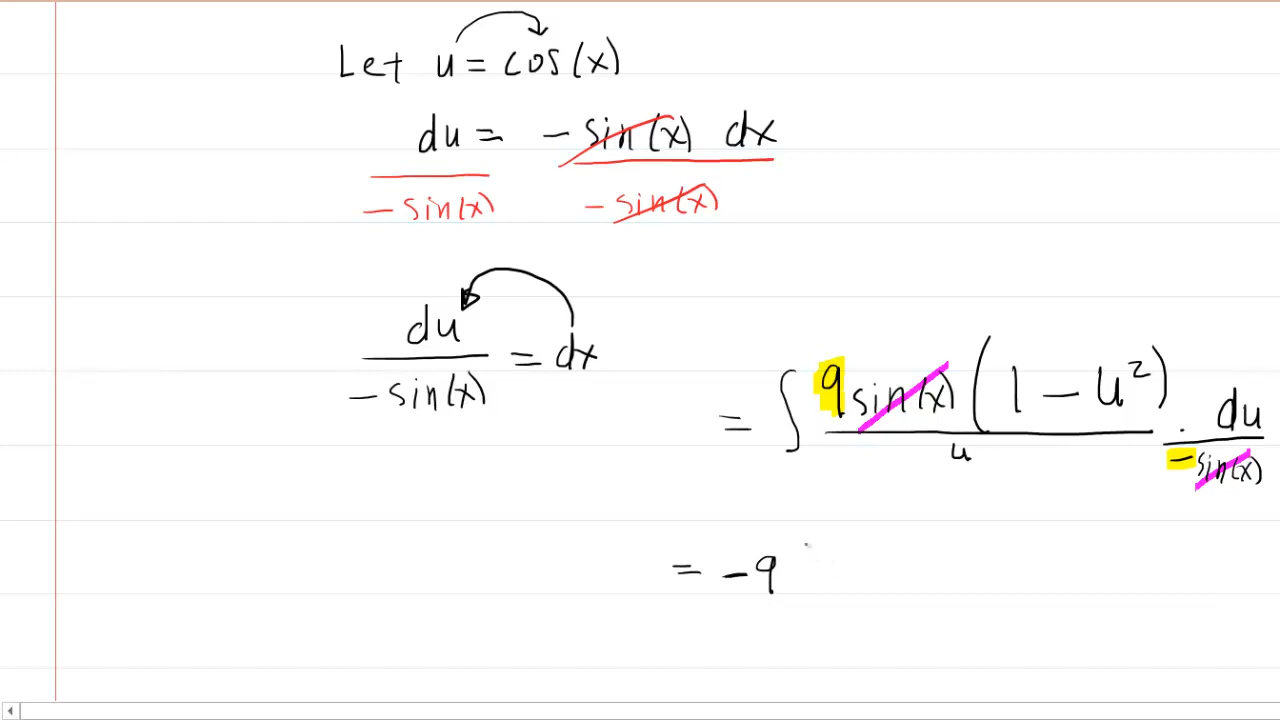 Let u = cos(x)
du = -sin(x) dx
-sin(x) -sin(x)
du
-sin(x) = dx
= ∫ 9 sin(x) (1 - u²) / u · du / -sin(x)
= -9